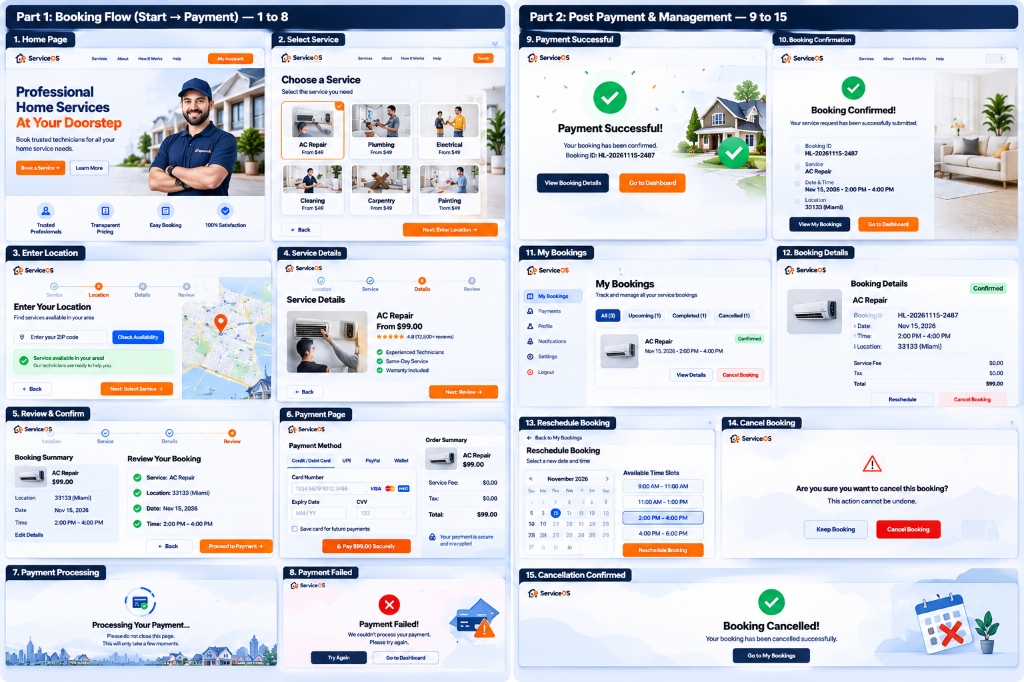 Part 1: Booking Flow (Start → Payment) — 1 to 8
1. Home Page
ServiceOS
Services About How It Works Help
My Account
Professional
Home Services
At Your Doorstep
Book trusted technicians for all your
home service needs.
Book a Service →
Learn More
Trusted
Transparent
Pricing
Easy Booking
100% Satisfaction
2. Select Service
ServiceOS
Services About How It Works Help
Choose a Service
Select the service you need
AC Repair
From $49
Plumbing
From $49
Electrical
From $49
Cleaning
From $49
Carpentry
From $49
Painting
From $49
← Back
Next: Enter Location →
3. Enter Location
ServiceOS
Service Location Details Review
Enter Your Location
Find services available in your area
Enter your ZIP code
Check Availability
Service available in your area!
Our technicians are ready to help you.
← Back
Next: Select Service →
4. Service Details
ServiceOS
Location Service Details Review
Service Details
AC Repair
From $99.00
4.8 (12,500+ reviews)
Experienced Technicians
Same-Day Service
Warranty Included
← Back
Next: Review →
5. Review & Confirm
ServiceOS
Location Service Details Review
Booking Summary
AC Repair
$99.00
Location 33133 (Miami)
Date Nov 15, 2026
Time 2:00 PM – 4:00 PM
Edit Details
Review Your Booking
Service: AC Repair
Location: 33133 (Miami)
Date: Nov 15, 2036
Time: 2:00 PM – 4:00 PM
← Back
Proceed to Payment →
6. Payment Page
ServiceOS
Payment Method
Credit / Debit Card UPI PayPal Wallet
Card Number
1234 5678 9012 3456
VISA
Expiry Date CVV
MM / YY 123
Save card for future payments
Pay $99.00 Securely
Order Summary
AC Repair
$99.00
Service Fee: $0.00
Tax: $0.00
Total: $99.00
Your payment is secure
and encrypted
7. Payment Processing
Processing Your Payment...
Please do not close this page.
This will only take a few moments.
8. Payment Failed
ServiceOS
Payment Failed!
We couldn't process your payment.
Please try again.
Try Again
Go to Dashboard
Part 2: Post Payment & Management — 9 to 15
9. Payment Successful
ServiceOS
Payment Successful!
Your booking has been confirmed.
Booking ID: HL-20261115-2487
View Booking Details
Go to Dashboard
10. Booking Confirmation
ServiceOS
Services About How It Works Help
Booking Confirmed!
Your service request has been successfully submitted.
Booking ID
HL-20261115-2487
Service
AC Repair
Date & Time
Nov 15, 2006 • 2:00 PM – 4:00 PM
Location
33133 (Miami)
View My Bookings
Go to Dashboard
11. My Bookings
ServiceOS
My Bookings
Payments
Profile
Notifications
Settings
Logout
My Bookings
Track and manage all your service bookings
All (3) Upcoming (1) Completed (1) Cancelled (1)
AC Repair
Nov 15, 2026 • 2:00 PM – 4:00 PM
Confirmed
View Details
Cancel Booking
12. Booking Details
ServiceOS
Booking Details
Confirmed
AC Repair
Booking ID HL-20261115-2487
Date: Nov 15, 2026
Time: 2:00 PM – 4:00 PM
Location: 33133 (Miami)
Service Fee $0.00
Tax $0.00
Total $99.00
Reschedule
Cancel Booking
13. Reschedule Booking
← Back to My Bookings
Reschedule Booking
Select a new date and time
November 2026
Available Time Slots
9:00 AM – 11:00 AM
11:00 AM – 1:00 PM
2:00 PM – 4:00 PM
4:00 PM – 6:00 PM
Reschedule Booking
14. Cancel Booking
ServiceOS
Are you sure you want to cancel this booking?
This action cannot be undone.
Keep Booking
Cancel Booking
15. Cancellation Confirmed
ServiceOS
Booking Cancelled!
Your booking has been cancelled successfully.
Go to My Bookings